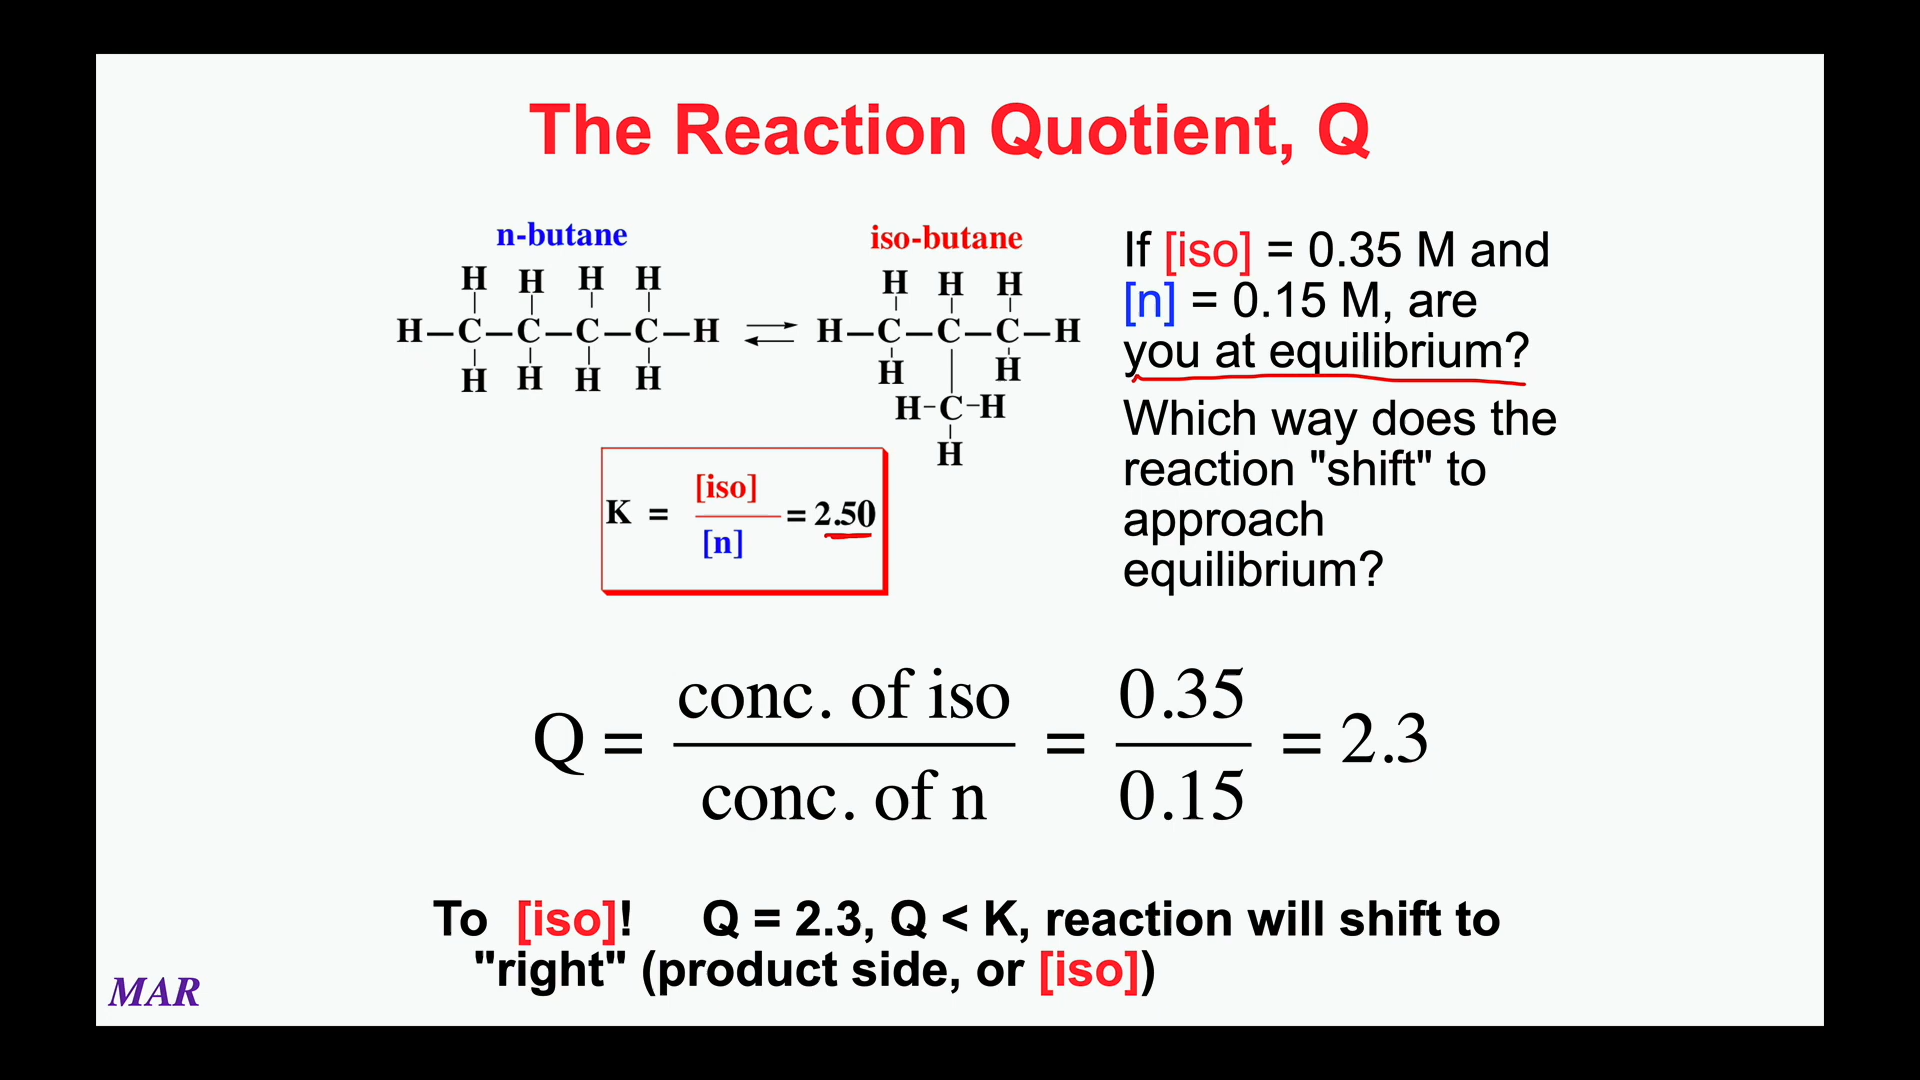 The Reaction Quotient, Q
n-butane
iso-butane
H H H H
H—C—C—C—C—H
H H H H
H H H
H—C—C—C—H
H H
H-C-H
H
K = [iso] / [n] = 2.50
If [iso] = 0.35 M and
[n] = 0.15 M, are
you at equilibrium?
Which way does the
reaction "shift" to
approach
equilibrium?
Q = conc. of iso / conc. of n = 0.35 / 0.15 = 2.3
To [iso]! Q = 2.3, Q < K, reaction will shift to
"right" (product side, or [iso])
MAR